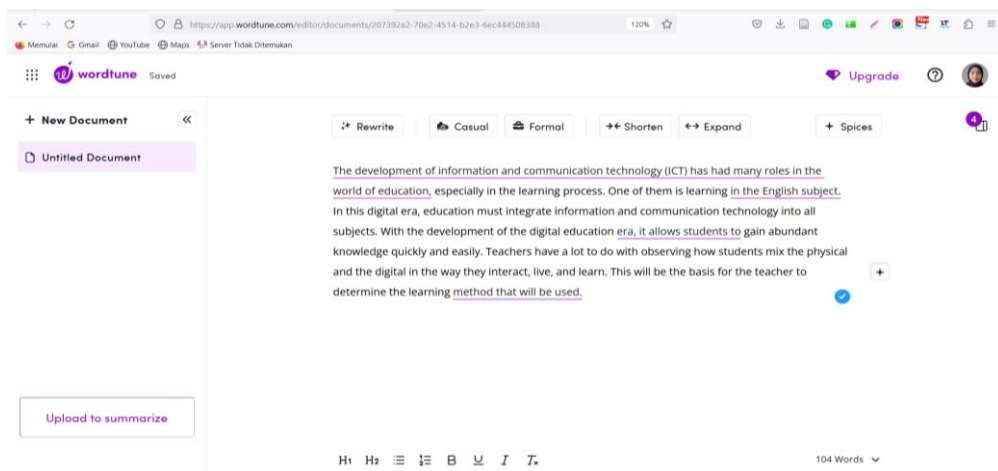 https://app.wordtune.com/editor/documents/207392a2-70e2-4514-b2e3-6ec444508388 120%
Memulai Gmail YouTube Maps Server Tidak Ditemukan
wordtune Saved Upgrade
+ New Document
Untitled Document
Rewrite Casual Formal Shorten Expand + Spices 4
The development of information and communication technology (ICT) has had many roles in the
world of education, especially in the learning process. One of them is learning in the English subject.
In this digital era, education must integrate information and communication technology into all
subjects. With the development of the digital education era, it allows students to gain abundant
knowledge quickly and easily. Teachers have a lot to do with observing how students mix the physical
and the digital in the way they interact, live, and learn. This will be the basis for the teacher to
determine the learning method that will be used.
Upload to summarize
H1 H2 B U I T 104 Words